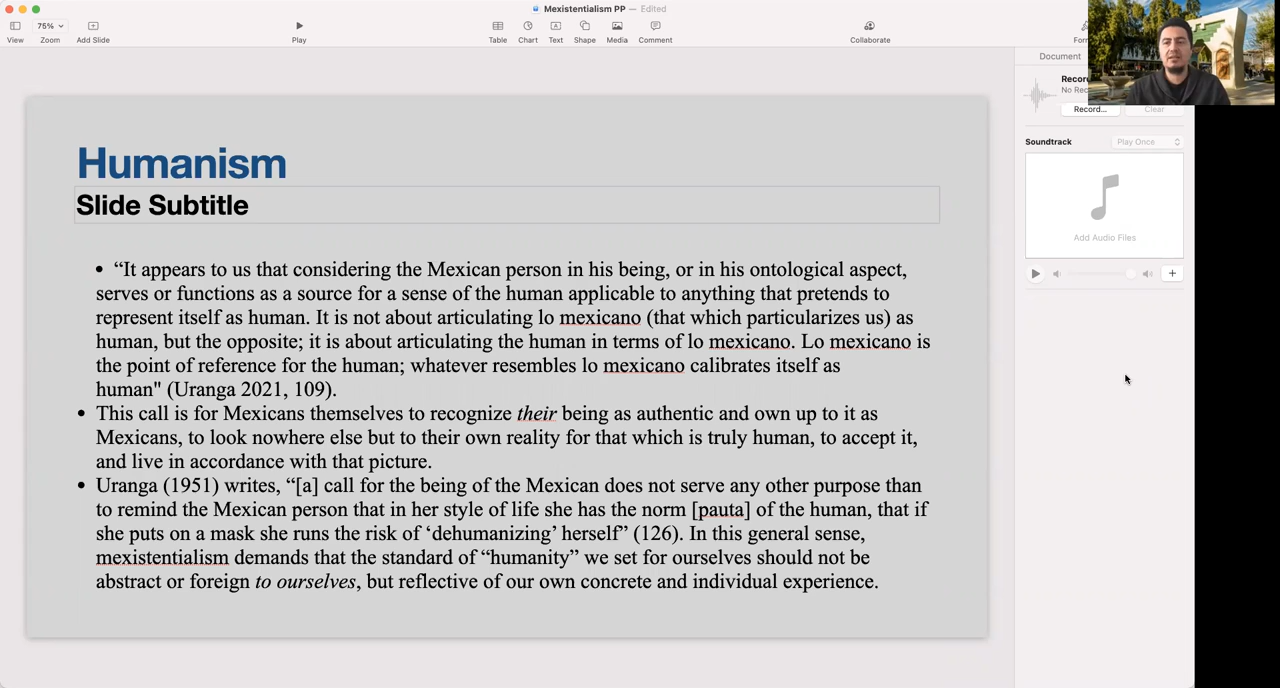 Mexistentialism PP — Edited
75%
View
Zoom
Add Slide
Play
Table
Chart
Text
Shape
Media
Comment
Collaborate
Document
No Rec
Record...
Clear
Soundtrack
Play Once
Add Audio Files
Humanism
Slide Subtitle
• “It appears to us that considering the Mexican person in his being, or in his ontological aspect,
serves or functions as a source for a sense of the human applicable to anything that pretends to
represent itself as human. It is not about articulating lo mexicano (that which particularizes us) as
human, but the opposite; it is about articulating the human in terms of lo mexicano. Lo mexicano is
the point of reference for the human; whatever resembles lo mexicano calibrates itself as
human" (Uranga 2021, 109).
• This call is for Mexicans themselves to recognize their being as authentic and own up to it as
Mexicans, to look nowhere else but to their own reality for that which is truly human, to accept it,
and live in accordance with that picture.
• Uranga (1951) writes, “[a] call for the being of the Mexican does not serve any other purpose than
to remind the Mexican person that in her style of life she has the norm [pauta] of the human, that if
she puts on a mask she runs the risk of ‘dehumanizing’ herself” (126). In this general sense,
mexistentialism demands that the standard of “humanity” we set for ourselves should not be
abstract or foreign to ourselves, but reflective of our own concrete and individual experience.